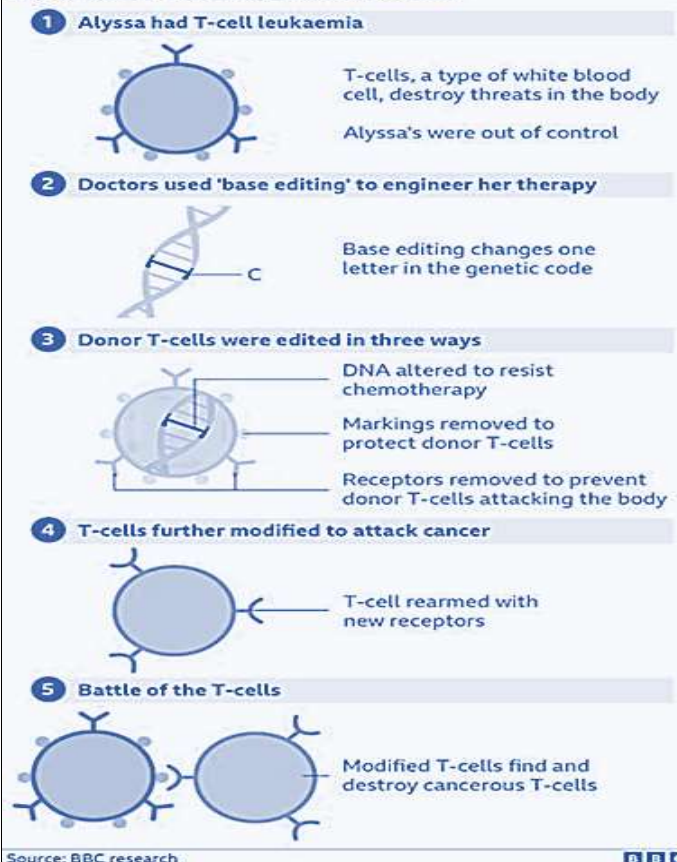 1 Alyssa had T-cell leukaemia
T-cells, a type of white blood
cell, destroy threats in the body
Alyssa's were out of control
2 Doctors used 'base editing' to engineer her therapy
C
Base editing changes one
letter in the genetic code
3 Donor T-cells were edited in three ways
DNA altered to resist
chemotherapy
Markings removed to
protect donor T-cells
Receptors removed to prevent
donor T-cells attacking the body
4 T-cells further modified to attack cancer
T-cell rearmed with
new receptors
5 Battle of the T-cells
Modified T-cells find and
destroy cancerous T-cells
Source: BBC research
B B